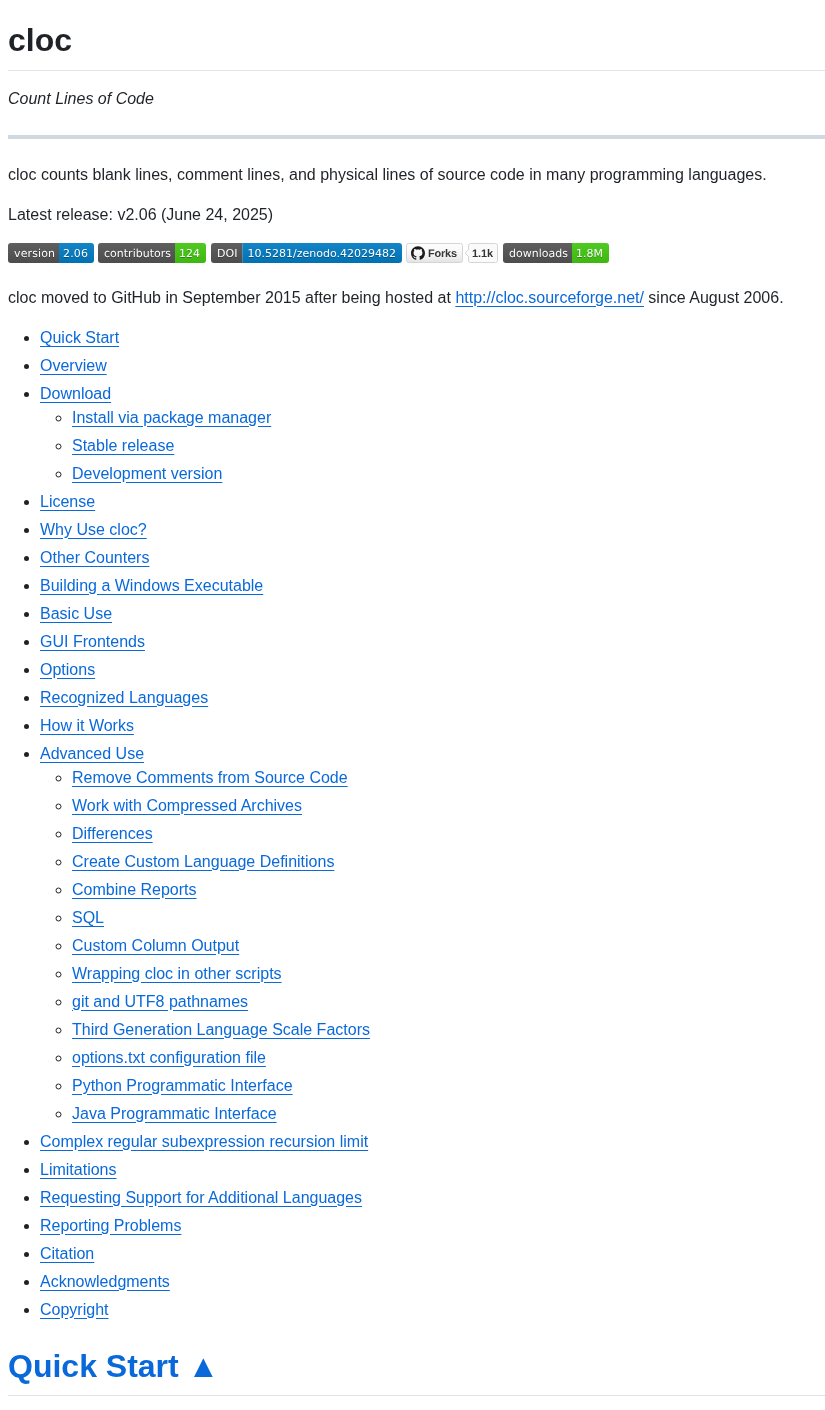 cloc
Count Lines of Code
cloc counts blank lines, comment lines, and physical lines of source code in many programming languages.
Latest release: v2.06 (June 24, 2025)
version 2.06 contributors 124 DOI 10.5281/zenodo.42029482 Forks 1.1k downloads 1.8M
cloc moved to GitHub in September 2015 after being hosted at http://cloc.sourceforge.net/ since August 2006.
Quick Start
Overview
Download
Install via package manager
Stable release
Development version
License
Why Use cloc?
Other Counters
Building a Windows Executable
Basic Use
GUI Frontends
Options
Recognized Languages
How it Works
Advanced Use
Remove Comments from Source Code
Work with Compressed Archives
Differences
Create Custom Language Definitions
Combine Reports
SQL
Custom Column Output
Wrapping cloc in other scripts
git and UTF8 pathnames
Third Generation Language Scale Factors
options.txt configuration file
Python Programmatic Interface
Java Programmatic Interface
Complex regular subexpression recursion limit
Limitations
Requesting Support for Additional Languages
Reporting Problems
Citation
Acknowledgments
Copyright
Quick Start ▲